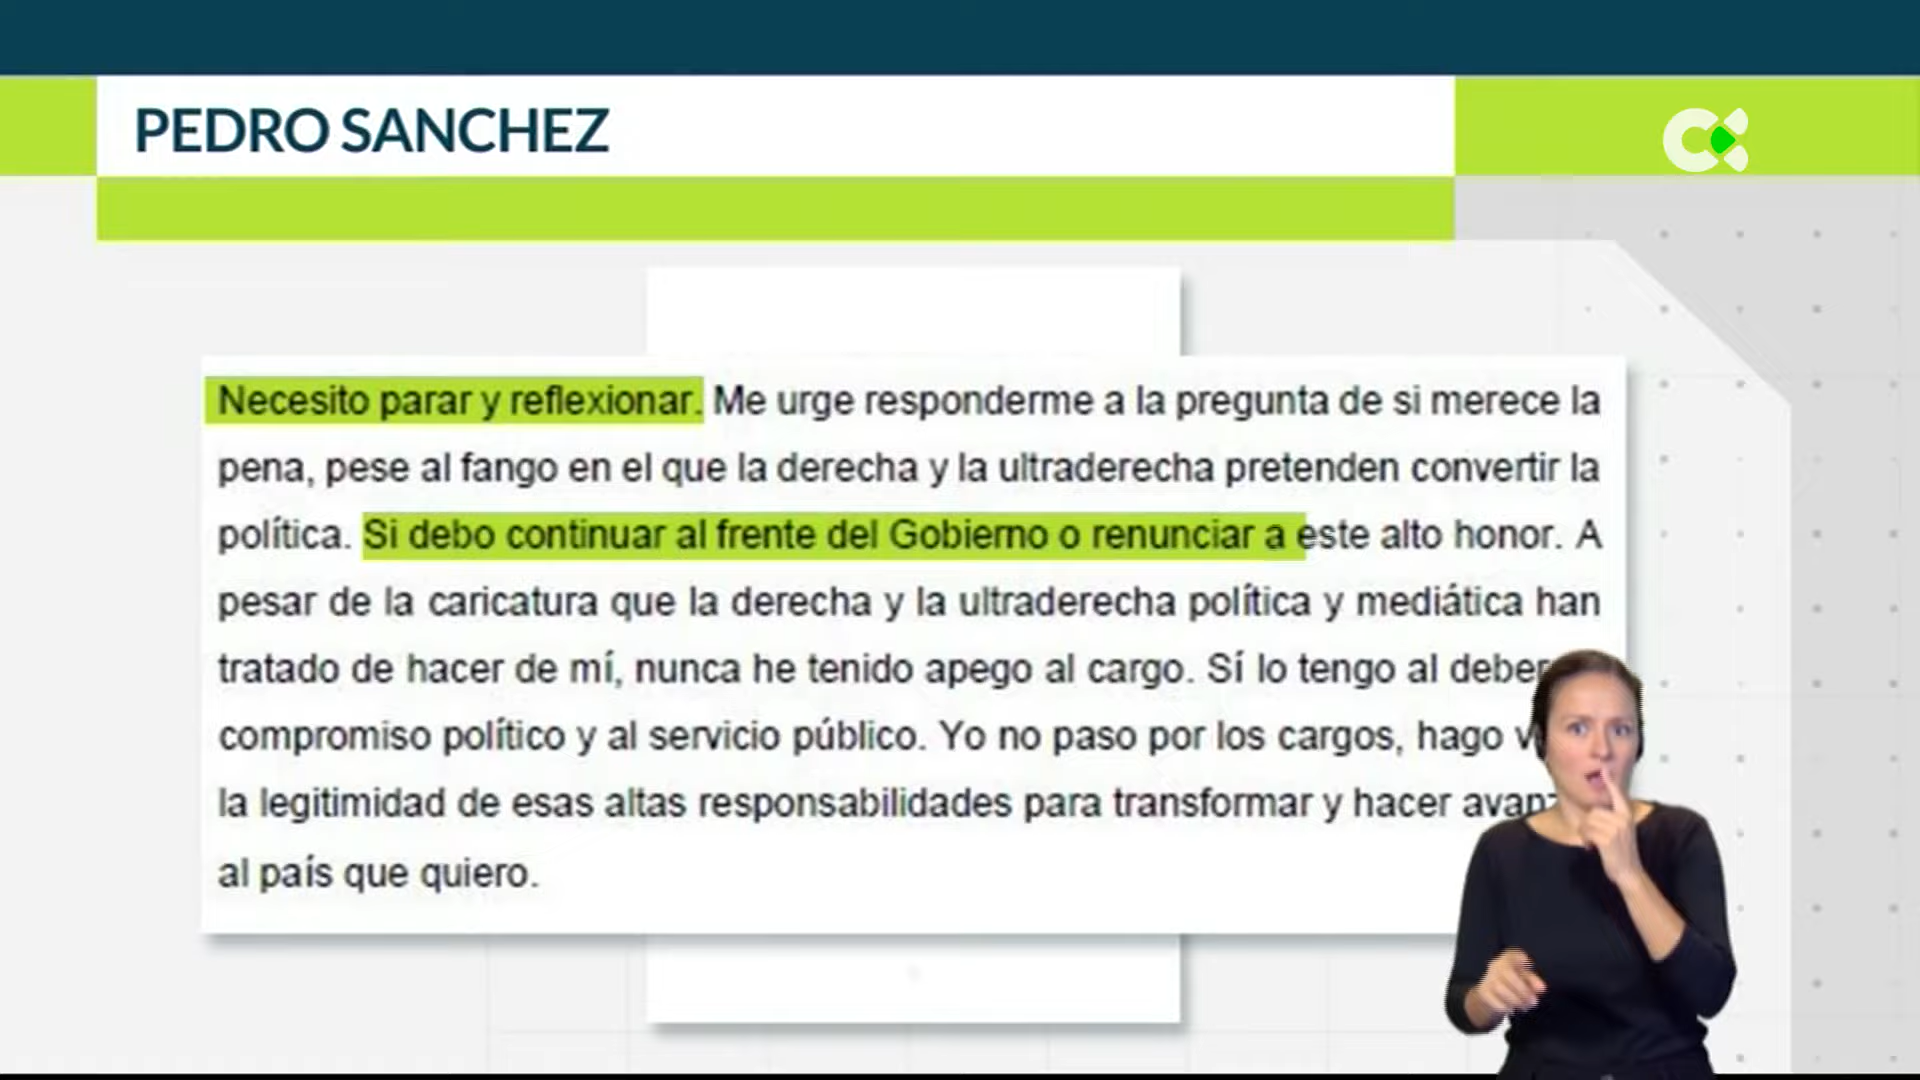 PEDRO SANCHEZ
Necesito parar y reflexionar. Me urge responderme a la pregunta de si merece la
pena, pese al fango en el que la derecha y la ultraderecha pretenden convertir la
política. Si debo continuar al frente del Gobierno o renunciar a este alto honor. A
pesar de la caricatura que la derecha y la ultraderecha política y mediática han
tratado de hacer de mí, nunca he tenido apego al cargo. Sí lo tengo al deber
compromiso político y al servicio público. Yo no paso por los cargos, hago
la legitimidad de esas altas responsabilidades para transformar y hacer
al país que quiero.